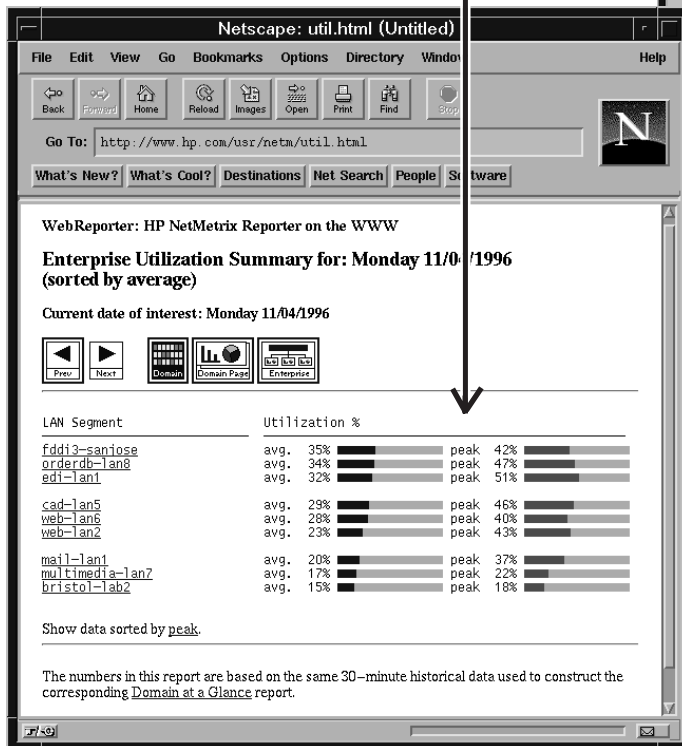 Netscape: util.html (Untitled)
File Edit View Go Bookmarks Options Directory Window Help
Back Forward Home Reload Images Open Print Find Stop
Go To: http://www.hp.com/usr/netm/util.html
N
What's New? What's Cool? Destinations Net Search People Software
WebReporter: HP NetMetrix Reporter on the WWW
Enterprise Utilization Summary for: Monday 11/04/1996
(sorted by average)
Current date of interest: Monday 11/04/1996
Prev Next Domain Domain Page Enterprise
LAN Segment Utilization %
fddi3-sanjose avg. 35% peak 42%
orderdb-lan8 avg. 34% peak 47%
edi-lan1 avg. 32% peak 51%
cad-lan5 avg. 29% peak 46%
web-lan6 avg. 28% peak 40%
web-lan2 avg. 23% peak 43%
mail-lan1 avg. 20% peak 37%
multimedia-lan7 avg. 17% peak 22%
bristol-lab2 avg. 15% peak 18%
Show data sorted by peak.
The numbers in this report are based on the same 30-minute historical data used to construct the
corresponding Domain at a Glance report.